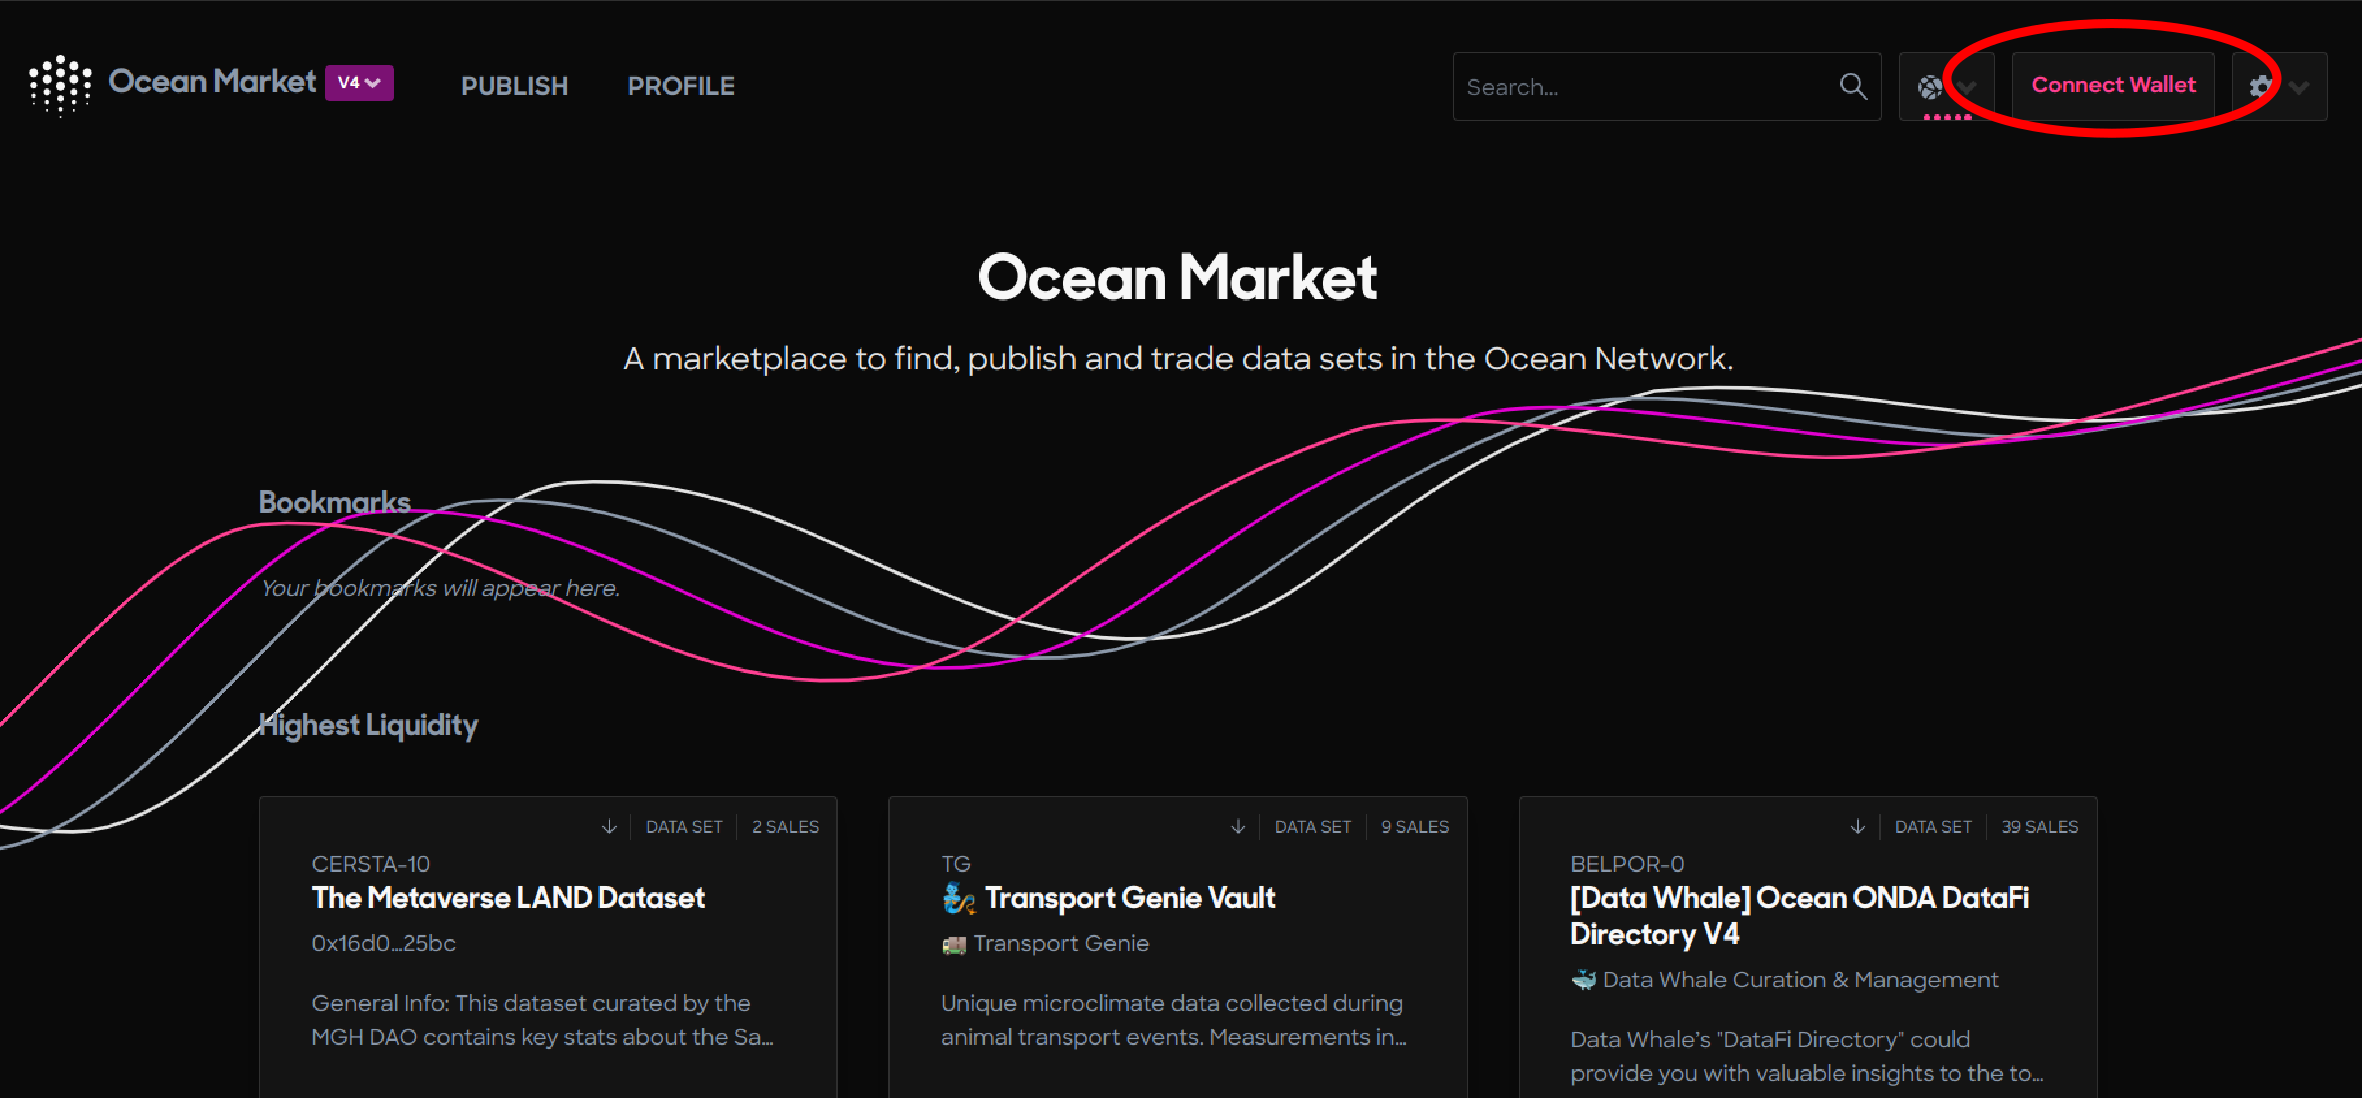 Ocean Market V4 PUBLISH PROFILE Search... Connect Wallet
Ocean Market
A marketplace to find, publish and trade data sets in the Ocean Network.
Bookmarks
Your bookmarks will appear here.
Highest Liquidity
DATA SET 2 SALES
CERSTA-10
The Metaverse LAND Dataset
0x16d0...25bc
General Info: This dataset curated by the
MGH DAO contains key stats about the Sa...
DATA SET 9 SALES
TG
Transport Genie Vault
Transport Genie
Unique microclimate data collected during
animal transport events. Measurements in...
DATA SET 39 SALES
BELPOR-0
[Data Whale] Ocean ONDA DataFi
Directory V4
Data Whale Curation & Management
Data Whale's "DataFi Directory" could
provide you with valuable insights to the to...